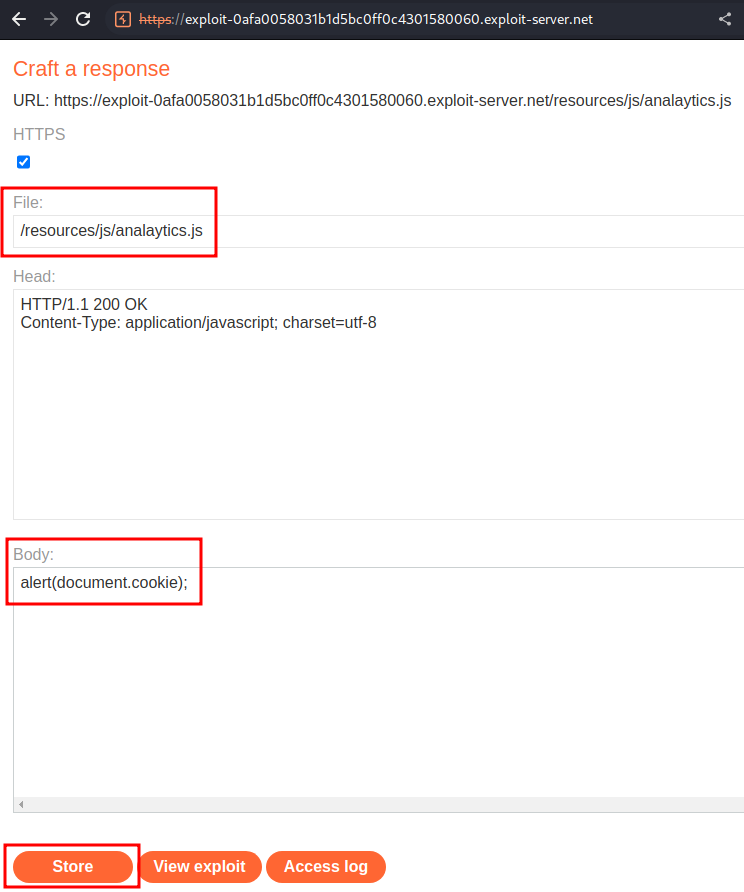 https://exploit-0afa0058031b1d5bc0ff0c4301580060.exploit-server.net
Craft a response
URL: https://exploit-0afa0058031b1d5bc0ff0c4301580060.exploit-server.net/resources/js/analaytics.js
HTTPS
File:
/resources/js/analaytics.js
Head:
HTTP/1.1 200 OK
Content-Type: application/javascript; charset=utf-8
Body:
alert(document.cookie);
Store View exploit Access log